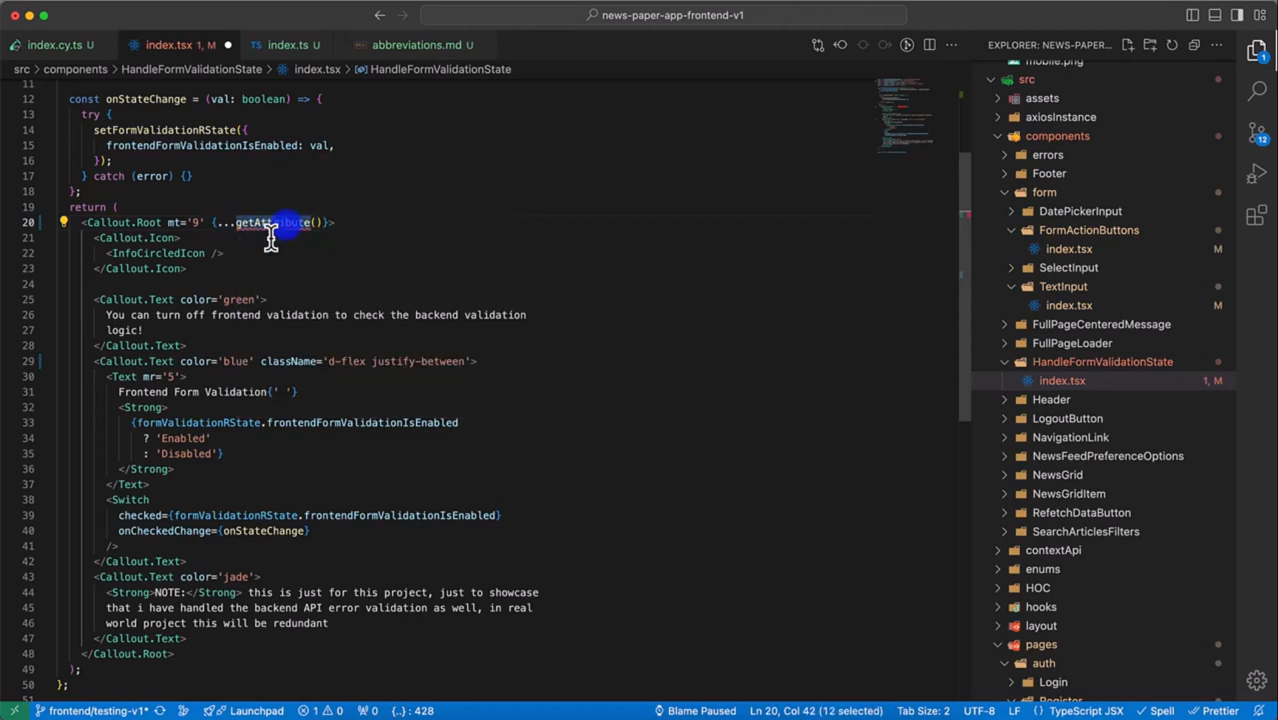 news-paper-app-frontend-v1
index.cy.ts U
index.tsx 1, M
TS index.ts U
abbreviations.md U
EXPLORER: NEWS-PAPER...
src > components > HandleFormValidationState > index.tsx > HandleFormValidationState
11
12 const onStateChange = (val: boolean) => {
13 try {
14 setFormValidationRState({
15 frontendFormValidationIsEnabled: val,
16 });
17 } catch (error) {}
18 };
19 return (
20 <Callout.Root mt='9' {...getAttribute()}>
21 <Callout.Icon>
22 <InfoCircledIcon />
23 </Callout.Icon>
24
25 <Callout.Text color='green'>
26 You can turn off frontend validation to check the backend validation
27 logic!
28 </Callout.Text>
29 <Callout.Text color='blue' className='d-flex justify-between'>
30 <Text mr='5'>
31 Frontend Form Validation{' '}
32 <Strong>
33 {formValidationRState.frontendFormValidationIsEnabled
34 ? 'Enabled'
35 : 'Disabled'}
36 </Strong>
37 </Text>
38 <Switch
39 checked={formValidationRState.frontendFormValidationIsEnabled}
40 onCheckedChange={onStateChange}
41 />
42 </Callout.Text>
43 <Callout.Text color='jade'>
44 <Strong>NOTE:</Strong> this is just for this project, just to showcase
45 that i have handled the backend API error validation as well, in real
46 world project this will be redundant
47 </Callout.Text>
48 </Callout.Root>
49 );
50 };
51
mobile.png
src
assets
axiosInstance
components
errors
Footer
form
DatePickerInput
FormActionButtons
index.tsx M
SelectInput
TextInput
index.tsx M
FullPageCenteredMessage
FullPageLoader
HandleFormValidationState
index.tsx 1, M
Header
LogoutButton
NavigationLink
NewsFeedPreferenceOptions
NewsGrid
NewsGridItem
RefetchDataButton
SearchArticlesFilters
contextApi
enums
HOC
hooks
layout
pages
auth
Login
Register
1
12
frontend/testing-v1*
Launchpad
1 0
0
{..} : 428
Blame Paused
Ln 20, Col 42 (12 selected)
Tab Size: 2
UTF-8
LF
{} TypeScript JSX
Spell
Prettier